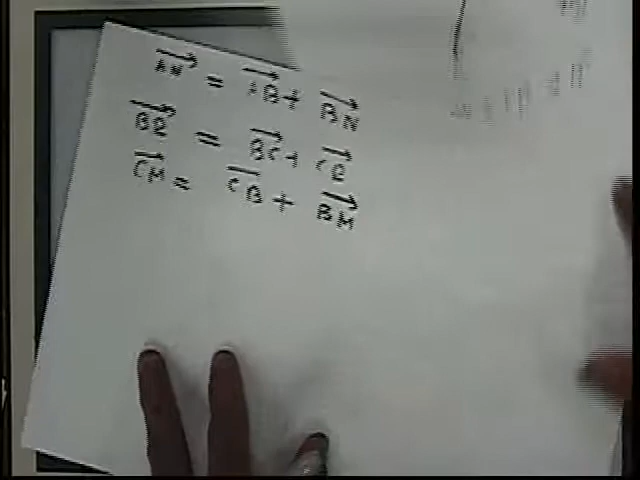 AN = AB + BN
BQ = BC + CQ
CM = CB + BM